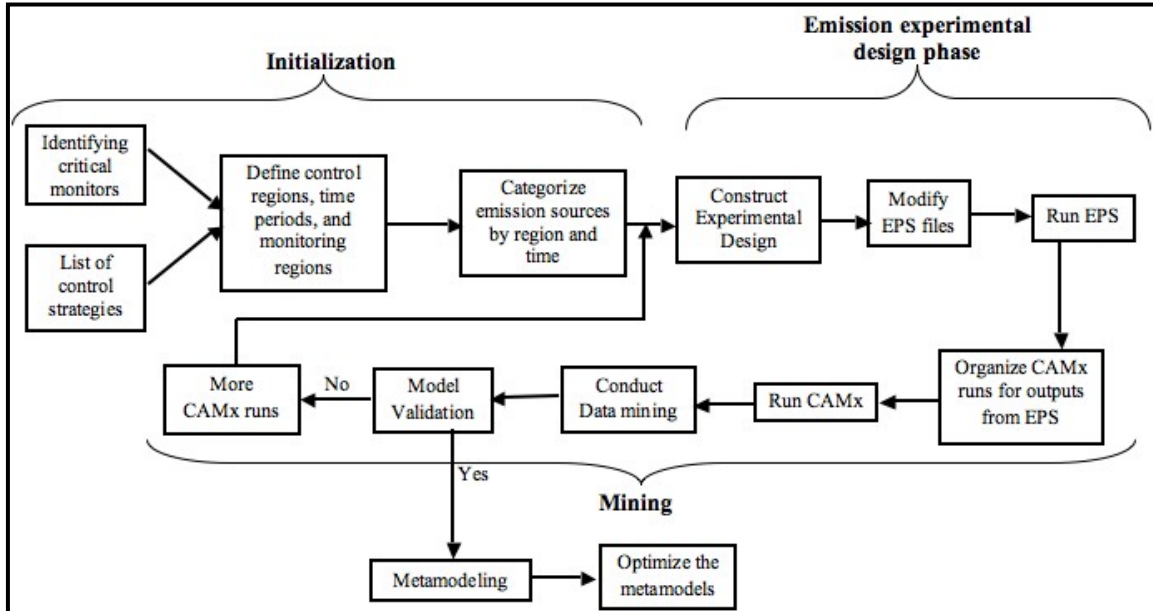 Emission experimental
design phase
Initialization
Identifying
critical
monitors
List of
control
strategies
Define control
regions, time
periods, and
monitoring
regions
Categorize
emission sources
by region and
time
Construct
Experimental
Design
Modify
EPS files
Run EPS
Organize CAMx
runs for outputs
from EPS
Run CAMx
Conduct
Data mining
Model
Validation
No
More
CAMx runs
Yes
Mining
Metamodeling
Optimize the
metamodels